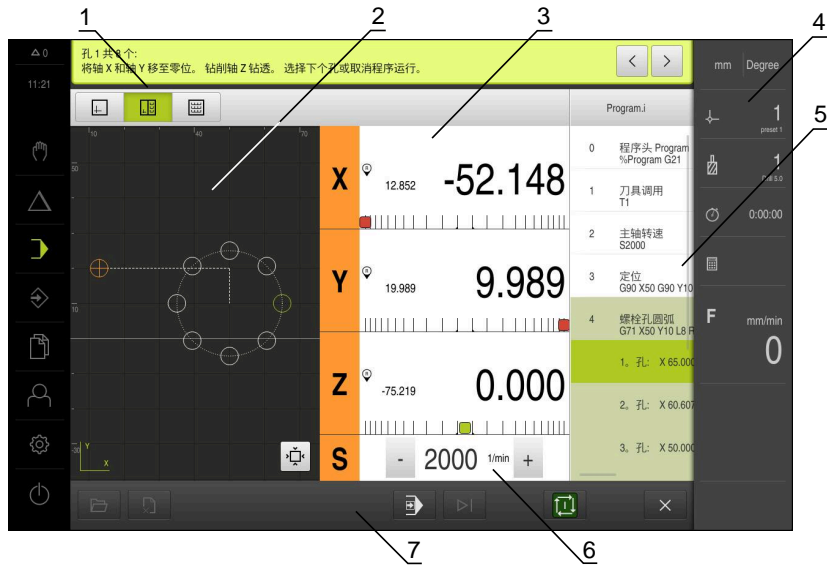 1
2
3
4
5
6
7
0
11:21
孔 1 共 8 个:
将轴 X 和轴 Y 移至零位。 钻削轴 Z 钻透。 选择下个孔或取消程序运行。
mm Degree
Program.i
10 40 70
50
10
-30
Y
X
X R 12.852 -52.148
Y R 19.989 9.989
Z R -75.219 0.000
S - 2000 1/min +
0 程序头 Program
%Program G21
1 刀具调用
T1
2 主轴转速
S2000
3 定位
G90 X50 G90 Y10
4 螺栓孔圆弧
G71 X50 Y10 L8 R
1。孔: X 65.000
2。孔: X 60.607
3。孔: X 50.000
1
preset 1
1
5.0
0:00:00
F mm/min
0